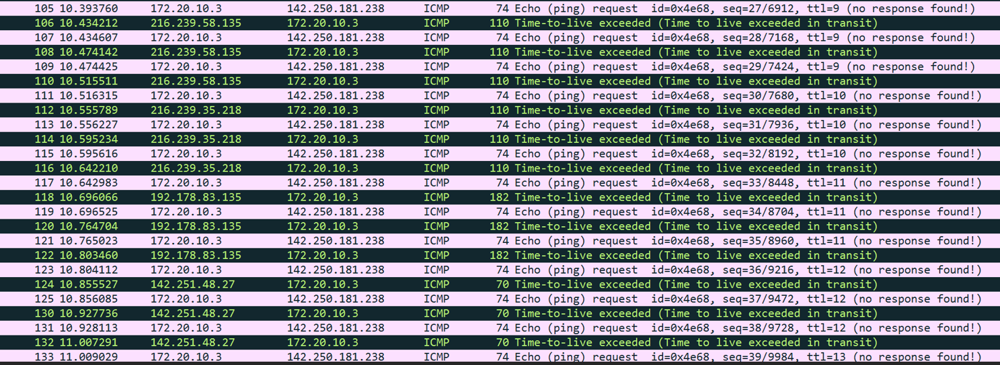 105 10.393760 172.20.10.3 142.250.181.238 ICMP 74 Echo (ping) request id=0x4e68, seq=27/6912, ttl=9 (no response found!)
106 10.434212 216.239.58.135 172.20.10.3 ICMP 110 Time-to-live exceeded (Time to live exceeded in transit)
107 10.434607 172.20.10.3 142.250.181.238 ICMP 74 Echo (ping) request id=0x4e68, seq=28/7168, ttl=9 (no response found!)
108 10.474142 216.239.58.135 172.20.10.3 ICMP 110 Time-to-live exceeded (Time to live exceeded in transit)
109 10.474425 172.20.10.3 142.250.181.238 ICMP 74 Echo (ping) request id=0x4e68, seq=29/7424, ttl=9 (no response found!)
110 10.515511 216.239.58.135 172.20.10.3 ICMP 110 Time-to-live exceeded (Time to live exceeded in transit)
111 10.516315 172.20.10.3 142.250.181.238 ICMP 74 Echo (ping) request id=0x4e68, seq=30/7680, ttl=10 (no response found!)
112 10.555789 216.239.35.218 172.20.10.3 ICMP 110 Time-to-live exceeded (Time to live exceeded in transit)
113 10.556227 172.20.10.3 142.250.181.238 ICMP 74 Echo (ping) request id=0x4e68, seq=31/7936, ttl=10 (no response found!)
114 10.595234 216.239.35.218 172.20.10.3 ICMP 110 Time-to-live exceeded (Time to live exceeded in transit)
115 10.595616 172.20.10.3 142.250.181.238 ICMP 74 Echo (ping) request id=0x4e68, seq=32/8192, ttl=10 (no response found!)
116 10.642210 216.239.35.218 172.20.10.3 ICMP 110 Time-to-live exceeded (Time to live exceeded in transit)
117 10.642983 172.20.10.3 142.250.181.238 ICMP 74 Echo (ping) request id=0x4e68, seq=33/8448, ttl=11 (no response found!)
118 10.696066 192.178.83.135 172.20.10.3 ICMP 182 Time-to-live exceeded (Time to live exceeded in transit)
119 10.696525 172.20.10.3 142.250.181.238 ICMP 74 Echo (ping) request id=0x4e68, seq=34/8704, ttl=11 (no response found!)
120 10.764704 192.178.83.135 172.20.10.3 ICMP 182 Time-to-live exceeded (Time to live exceeded in transit)
121 10.765023 172.20.10.3 142.250.181.238 ICMP 74 Echo (ping) request id=0x4e68, seq=35/8960, ttl=11 (no response found!)
122 10.803460 192.178.83.135 172.20.10.3 ICMP 182 Time-to-live exceeded (Time to live exceeded in transit)
123 10.804112 172.20.10.3 142.250.181.238 ICMP 74 Echo (ping) request id=0x4e68, seq=36/9216, ttl=12 (no response found!)
124 10.855527 142.251.48.27 172.20.10.3 ICMP 70 Time-to-live exceeded (Time to live exceeded in transit)
125 10.856085 172.20.10.3 142.250.181.238 ICMP 74 Echo (ping) request id=0x4e68, seq=37/9472, ttl=12 (no response found!)
130 10.927736 142.251.48.27 172.20.10.3 ICMP 70 Time-to-live exceeded (Time to live exceeded in transit)
131 10.928113 172.20.10.3 142.250.181.238 ICMP 74 Echo (ping) request id=0x4e68, seq=38/9728, ttl=12 (no response found!)
132 11.007291 142.251.48.27 172.20.10.3 ICMP 70 Time-to-live exceeded (Time to live exceeded in transit)
133 11.009029 172.20.10.3 142.250.181.238 ICMP 74 Echo (ping) request id=0x4e68, seq=39/9984, ttl=13 (no response found!)